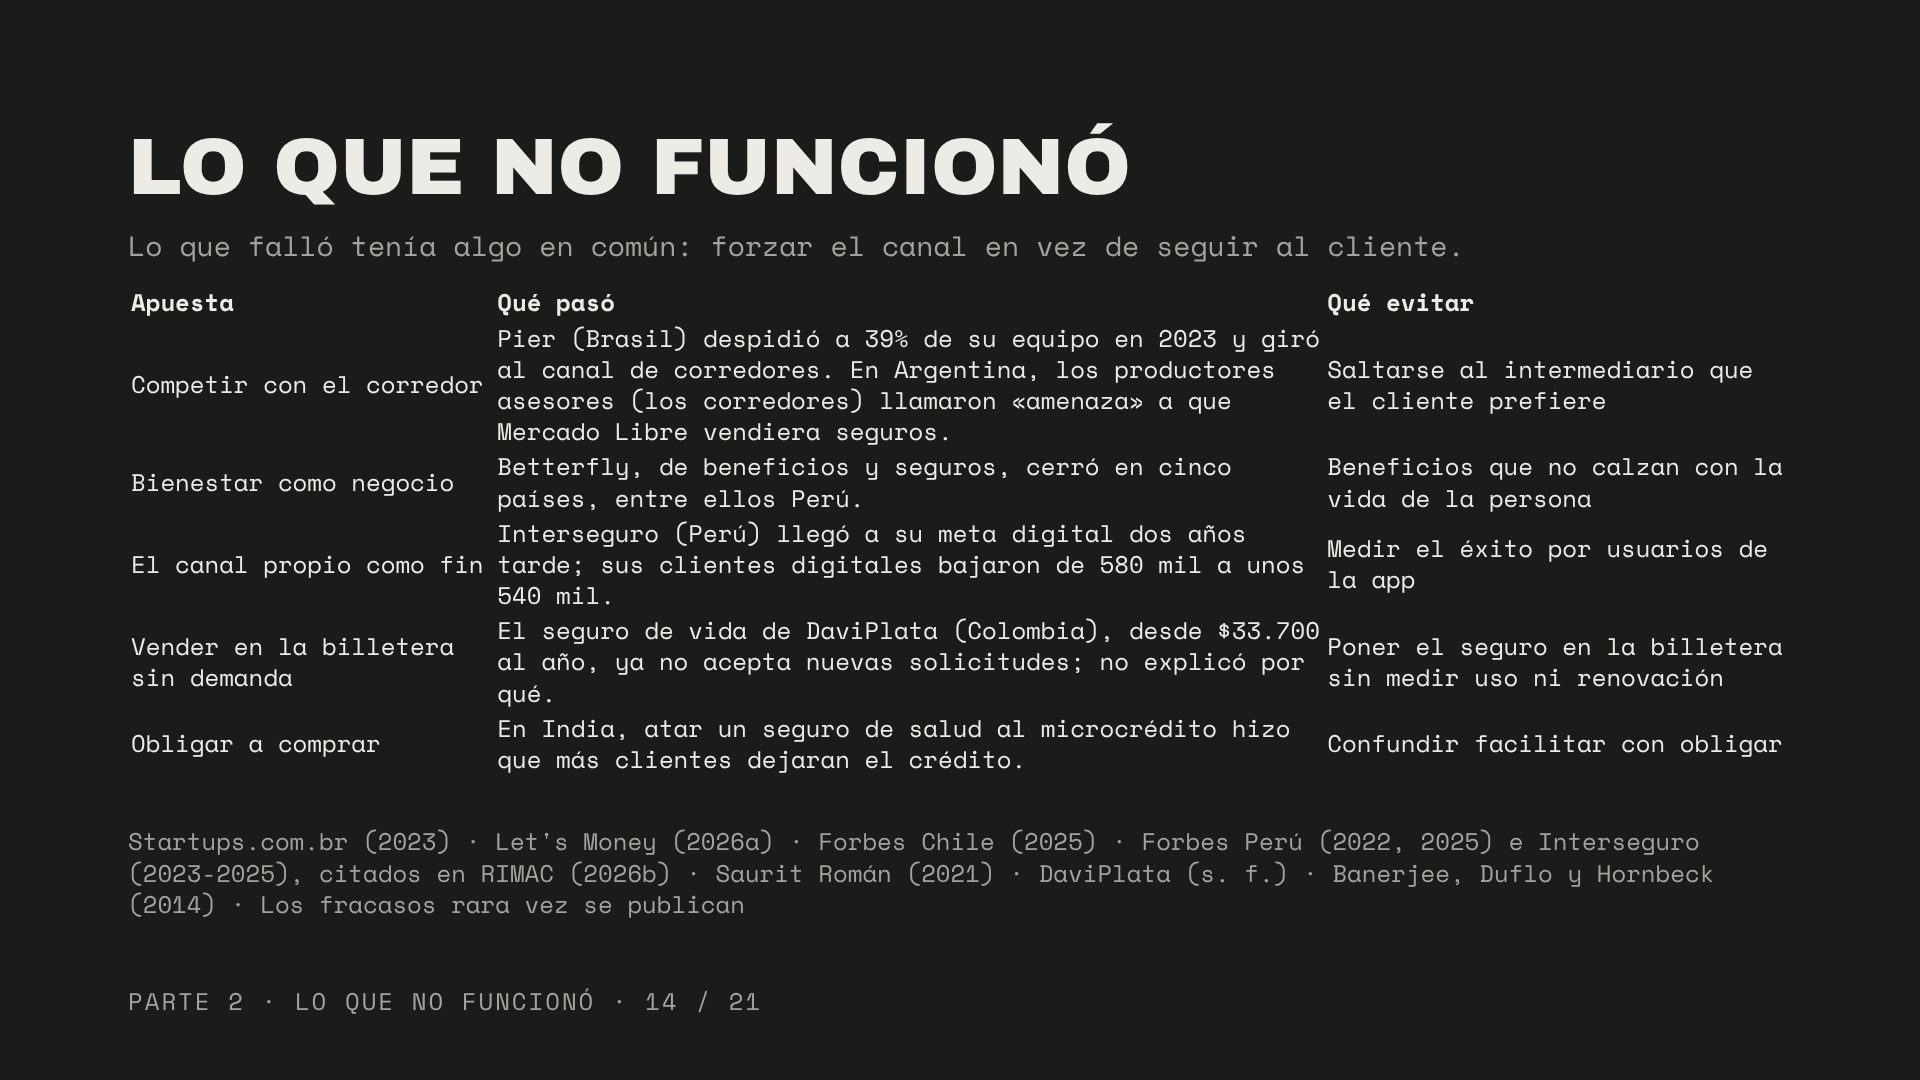 LO QUE NO FUNCIONÓ
Lo que falló tenía algo en común: forzar el canal en vez de seguir al cliente.
Apuesta
Qué pasó
Qué evitar
Competir con el corredor
Pier (Brasil) despidió a 39% de su equipo en 2023 y giró
al canal de corredores. En Argentina, los productores
asesores (los corredores) llamaron «amenaza» a que
Mercado Libre vendiera seguros.
Saltarse al intermediario que
el cliente prefiere
Bienestar como negocio
Betterfly, de beneficios y seguros, cerró en cinco
países, entre ellos Perú.
Beneficios que no calzan con la
vida de la persona
El canal propio como fin
Interseguro (Perú) llegó a su meta digital dos años
tarde; sus clientes digitales bajaron de 580 mil a unos
540 mil.
Medir el éxito por usuarios de
la app
Vender en la billetera
sin demanda
El seguro de vida de DaviPlata (Colombia), desde $33.700
al año, ya no acepta nuevas solicitudes; no explicó por
qué.
Poner el seguro en la billetera
sin medir uso ni renovación
Obligar a comprar
En India, atar un seguro de salud al microcrédito hizo
que más clientes dejaran el crédito.
Confundir facilitar con obligar
Startups.com.br (2023) · Let's Money (2026a) · Forbes Chile (2025) · Forbes Perú (2022, 2025) e Interseguro
(2023-2025), citados en RIMAC (2026b) · Saurit Román (2021) · DaviPlata (s. f.) · Banerjee, Duflo y Hornbeck
(2014) · Los fracasos rara vez se publican
PARTE 2 · LO QUE NO FUNCIONÓ · 14 / 21